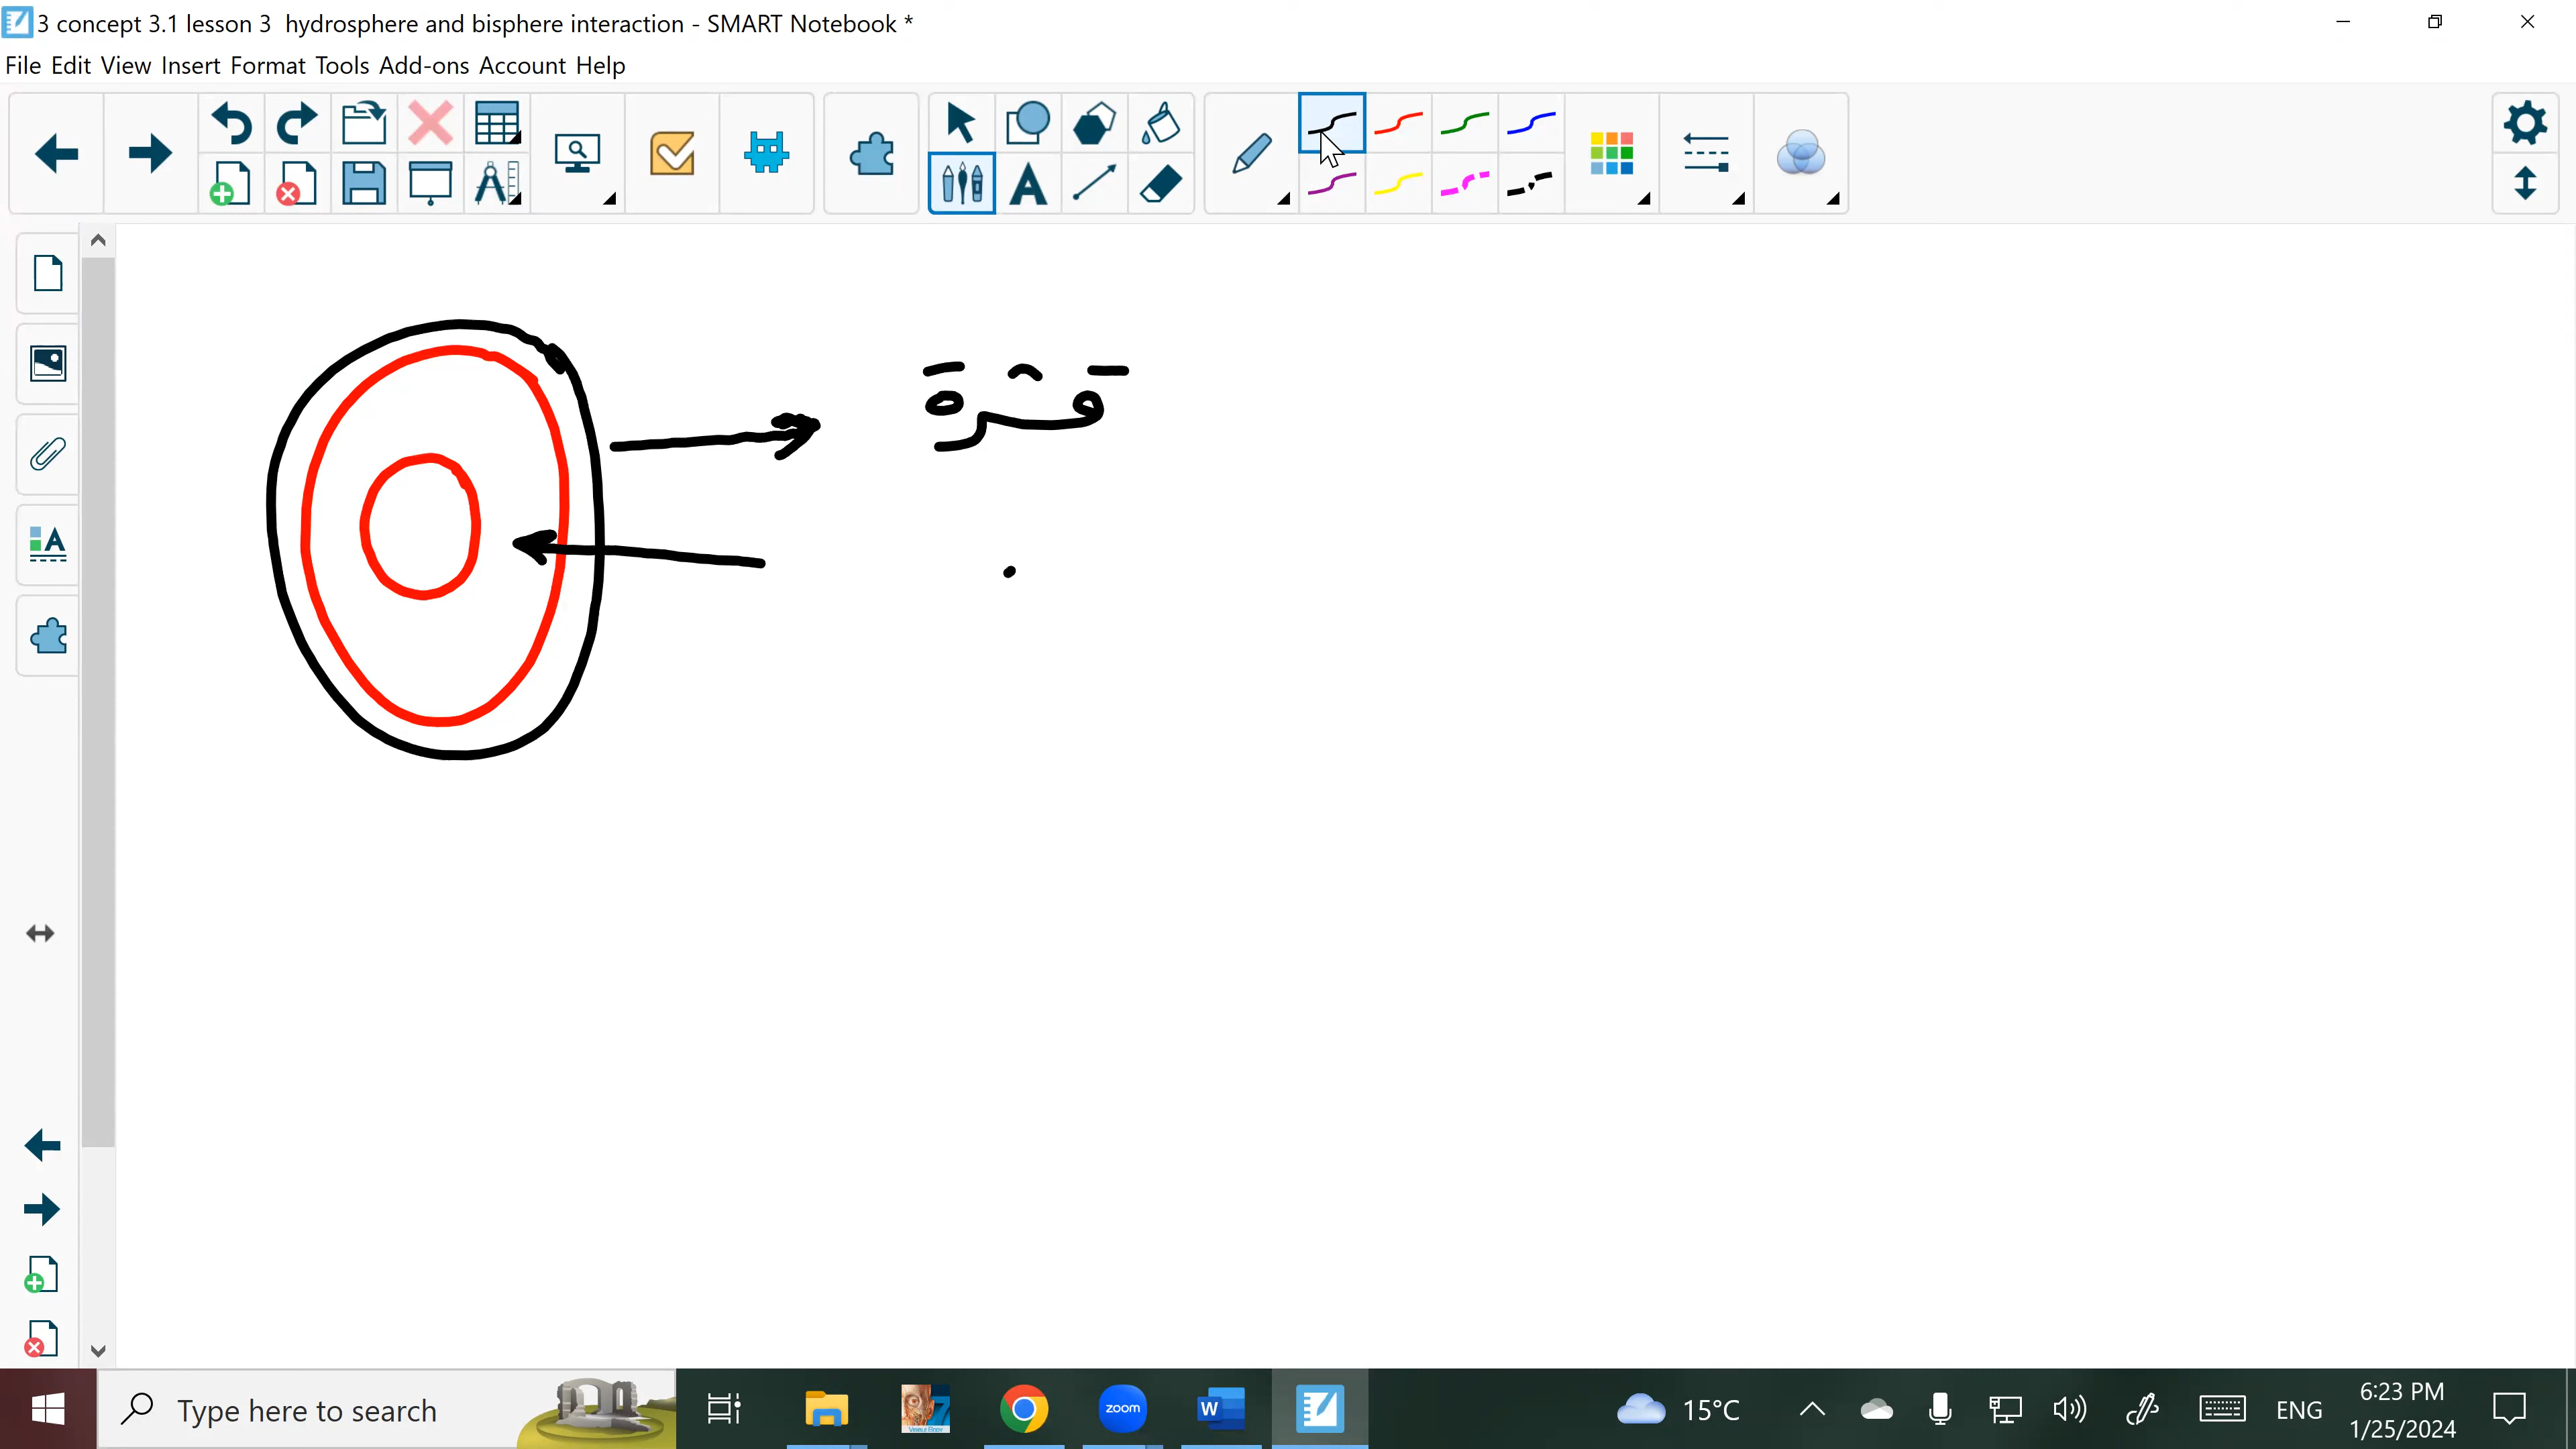 3 concept 3.1 lesson 3  hydrosphere and bisphere interaction - SMART Notebook *
File Edit View Insert Format Tools Add-ons Account Help
Type here to search
zoom
W
15°C
ENG
6:23 PM
1/25/2024